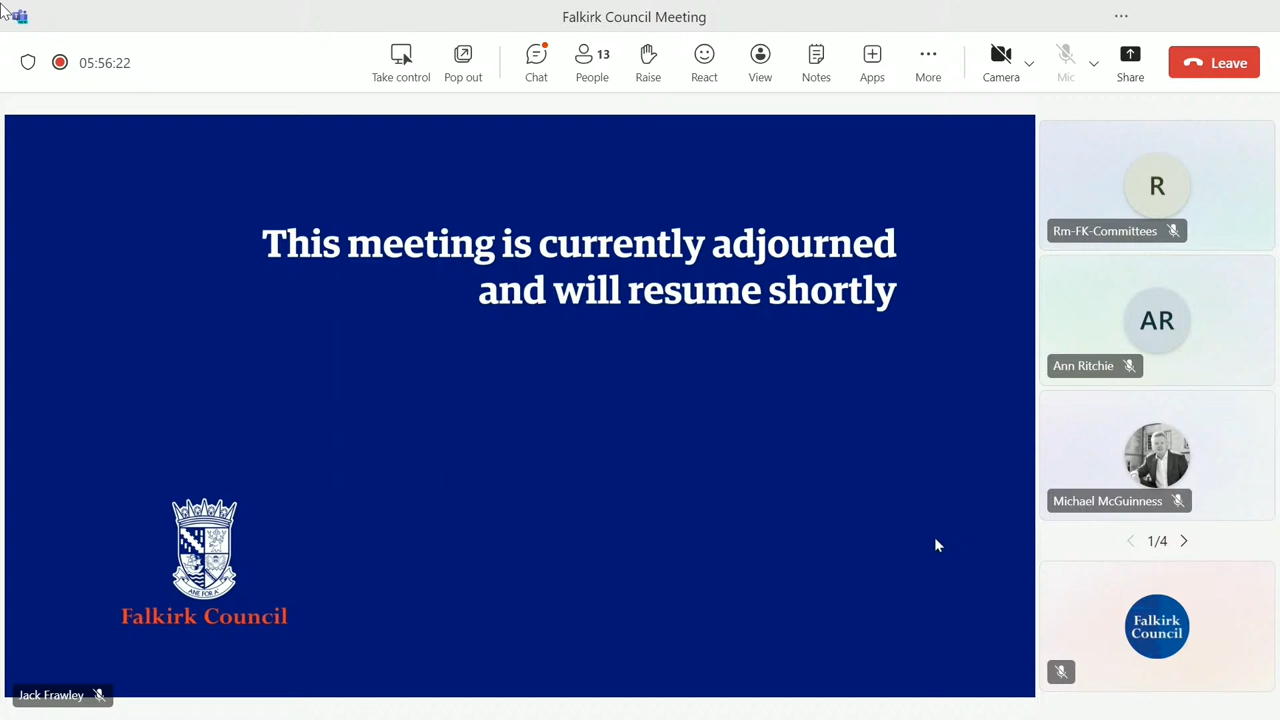 Falkirk Council Meeting
05:56:22
Take control
Pop out
Chat
13
People
Raise
React
View
Notes
Apps
More
Camera
Mic
Share
Leave
This meeting is currently adjourned
and will resume shortly
ANE FOR A'
Falkirk Council
Jack Frawley
R
Rm-FK-Committees
AR
Ann Ritchie
Michael McGuinness
1/4
Falkirk
Council